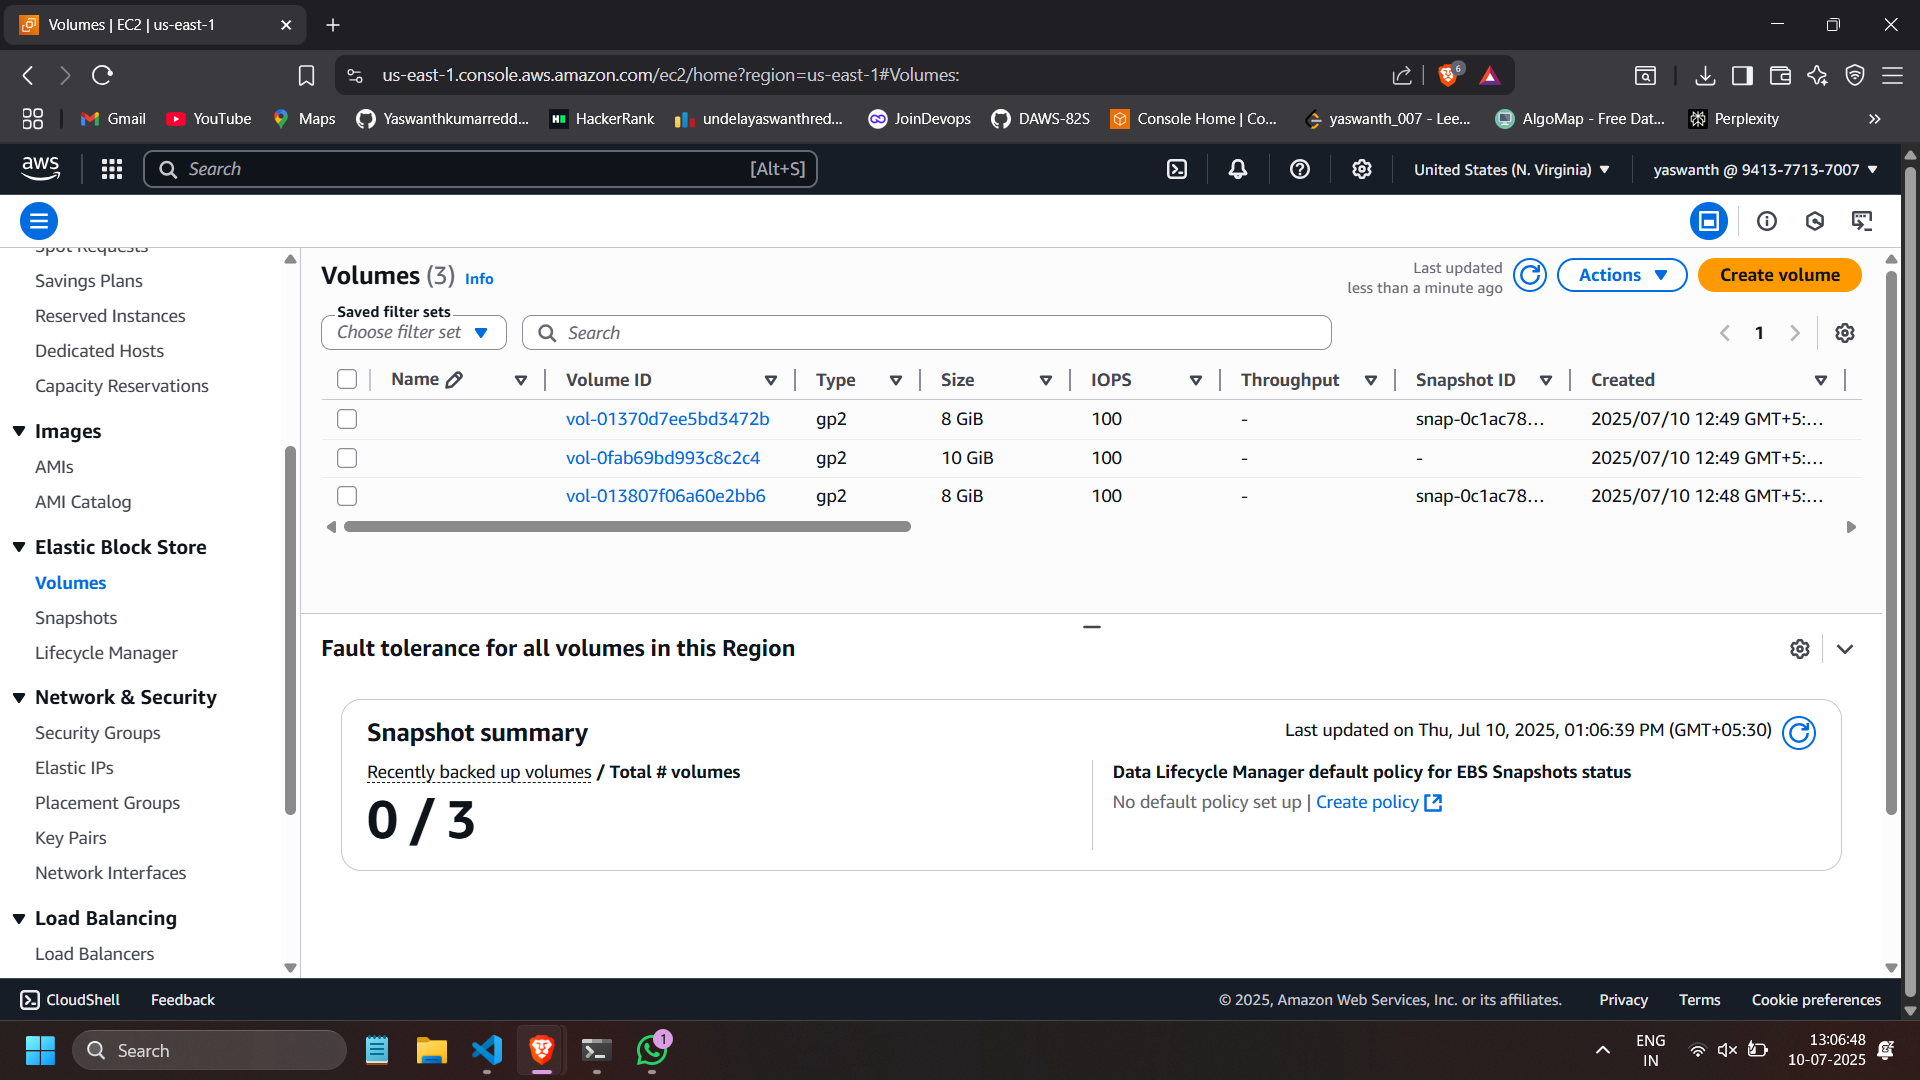 Volumes | EC2 | us-east-1
us-east-1.console.aws.amazon.com/ec2/home?region=us-east-1#Volumes:
6
Gmail YouTube Maps Yaswanthkumarredd... HackerRank undelayaswanthred... JoinDevops DAWS-82S Console Home | Co... yaswanth_007 - Lee... AlgoMap - Free Dat... Perplexity
aws Search [Alt+S] United States (N. Virginia) yaswanth @ 9413-7713-7007
Spot Requests
Savings Plans
Reserved Instances
Dedicated Hosts
Capacity Reservations
Images
AMIs
AMI Catalog
Elastic Block Store
Volumes
Snapshots
Lifecycle Manager
Network & Security
Security Groups
Elastic IPs
Placement Groups
Key Pairs
Network Interfaces
Load Balancing
Load Balancers
Volumes (3) Info
Last updated
less than a minute ago
Actions
Create volume
Saved filter sets
Choose filter set
Search
1
Name Volume ID Type Size IOPS Throughput Snapshot ID Created
vol-01370d7ee5bd3472b gp2 8 GiB 100 - snap-0c1ac78... 2025/07/10 12:49 GMT+5:...
vol-0fab69bd993c8c2c4 gp2 10 GiB 100 - - 2025/07/10 12:49 GMT+5:...
vol-013807f06a60e2bb6 gp2 8 GiB 100 - snap-0c1ac78... 2025/07/10 12:48 GMT+5:...
Fault tolerance for all volumes in this Region
Snapshot summary
Last updated on Thu, Jul 10, 2025, 01:06:39 PM (GMT+05:30)
Recently backed up volumes / Total # volumes
0 / 3
Data Lifecycle Manager default policy for EBS Snapshots status
No default policy set up | Create policy
CloudShell Feedback © 2025, Amazon Web Services, Inc. or its affiliates. Privacy Terms Cookie preferences
Search
1
ENG
IN
13:06:48
10-07-2025